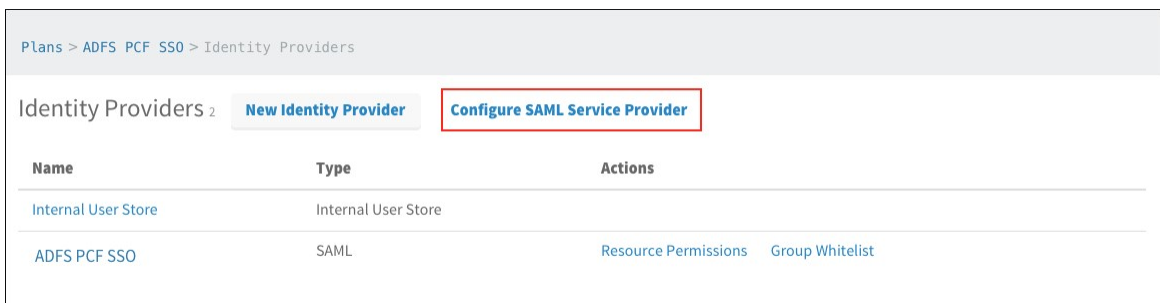 Plans > ADFS PCF SSO > Identity Providers
Identity Providers 2 New Identity Provider Configure SAML Service Provider
Name Type Actions
Internal User Store Internal User Store
ADFS PCF SSO SAML Resource Permissions Group Whitelist